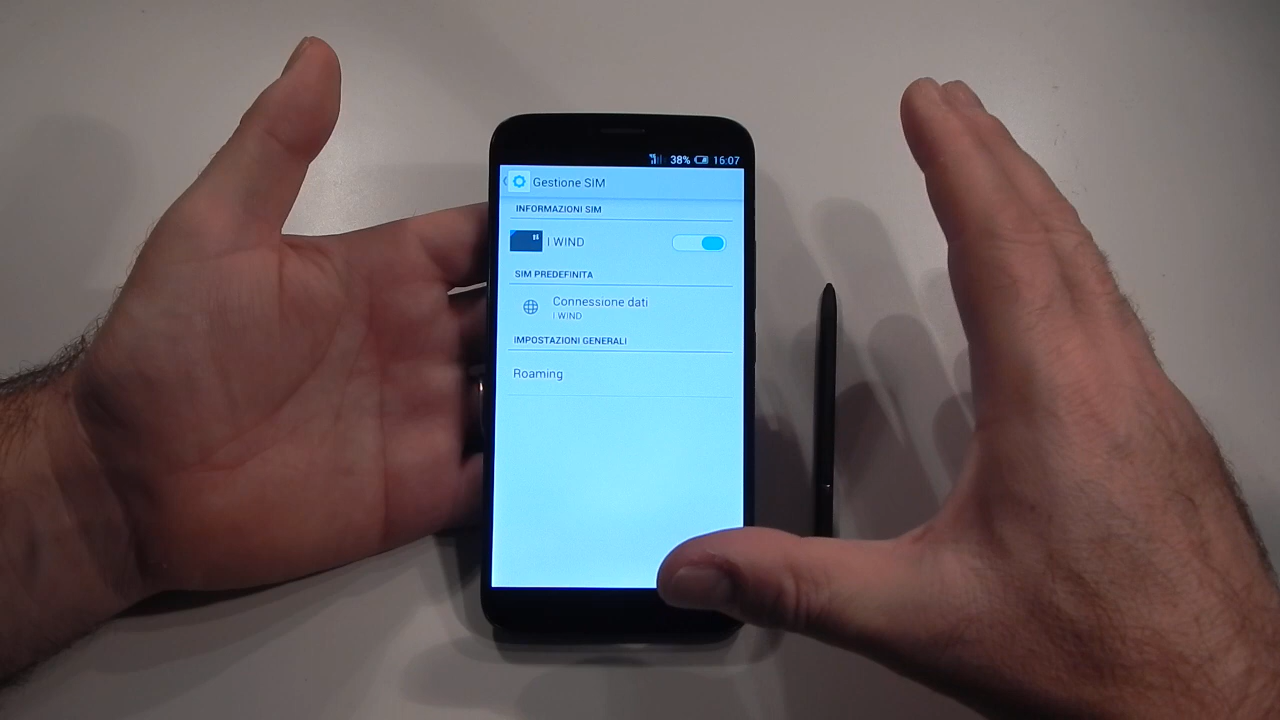 38% 16:07
Gestione SIM
INFORMAZIONI SIM
I WIND
SIM PREDEFINITA
Connessione dati
I WIND
IMPOSTAZIONI GENERALI
Roaming